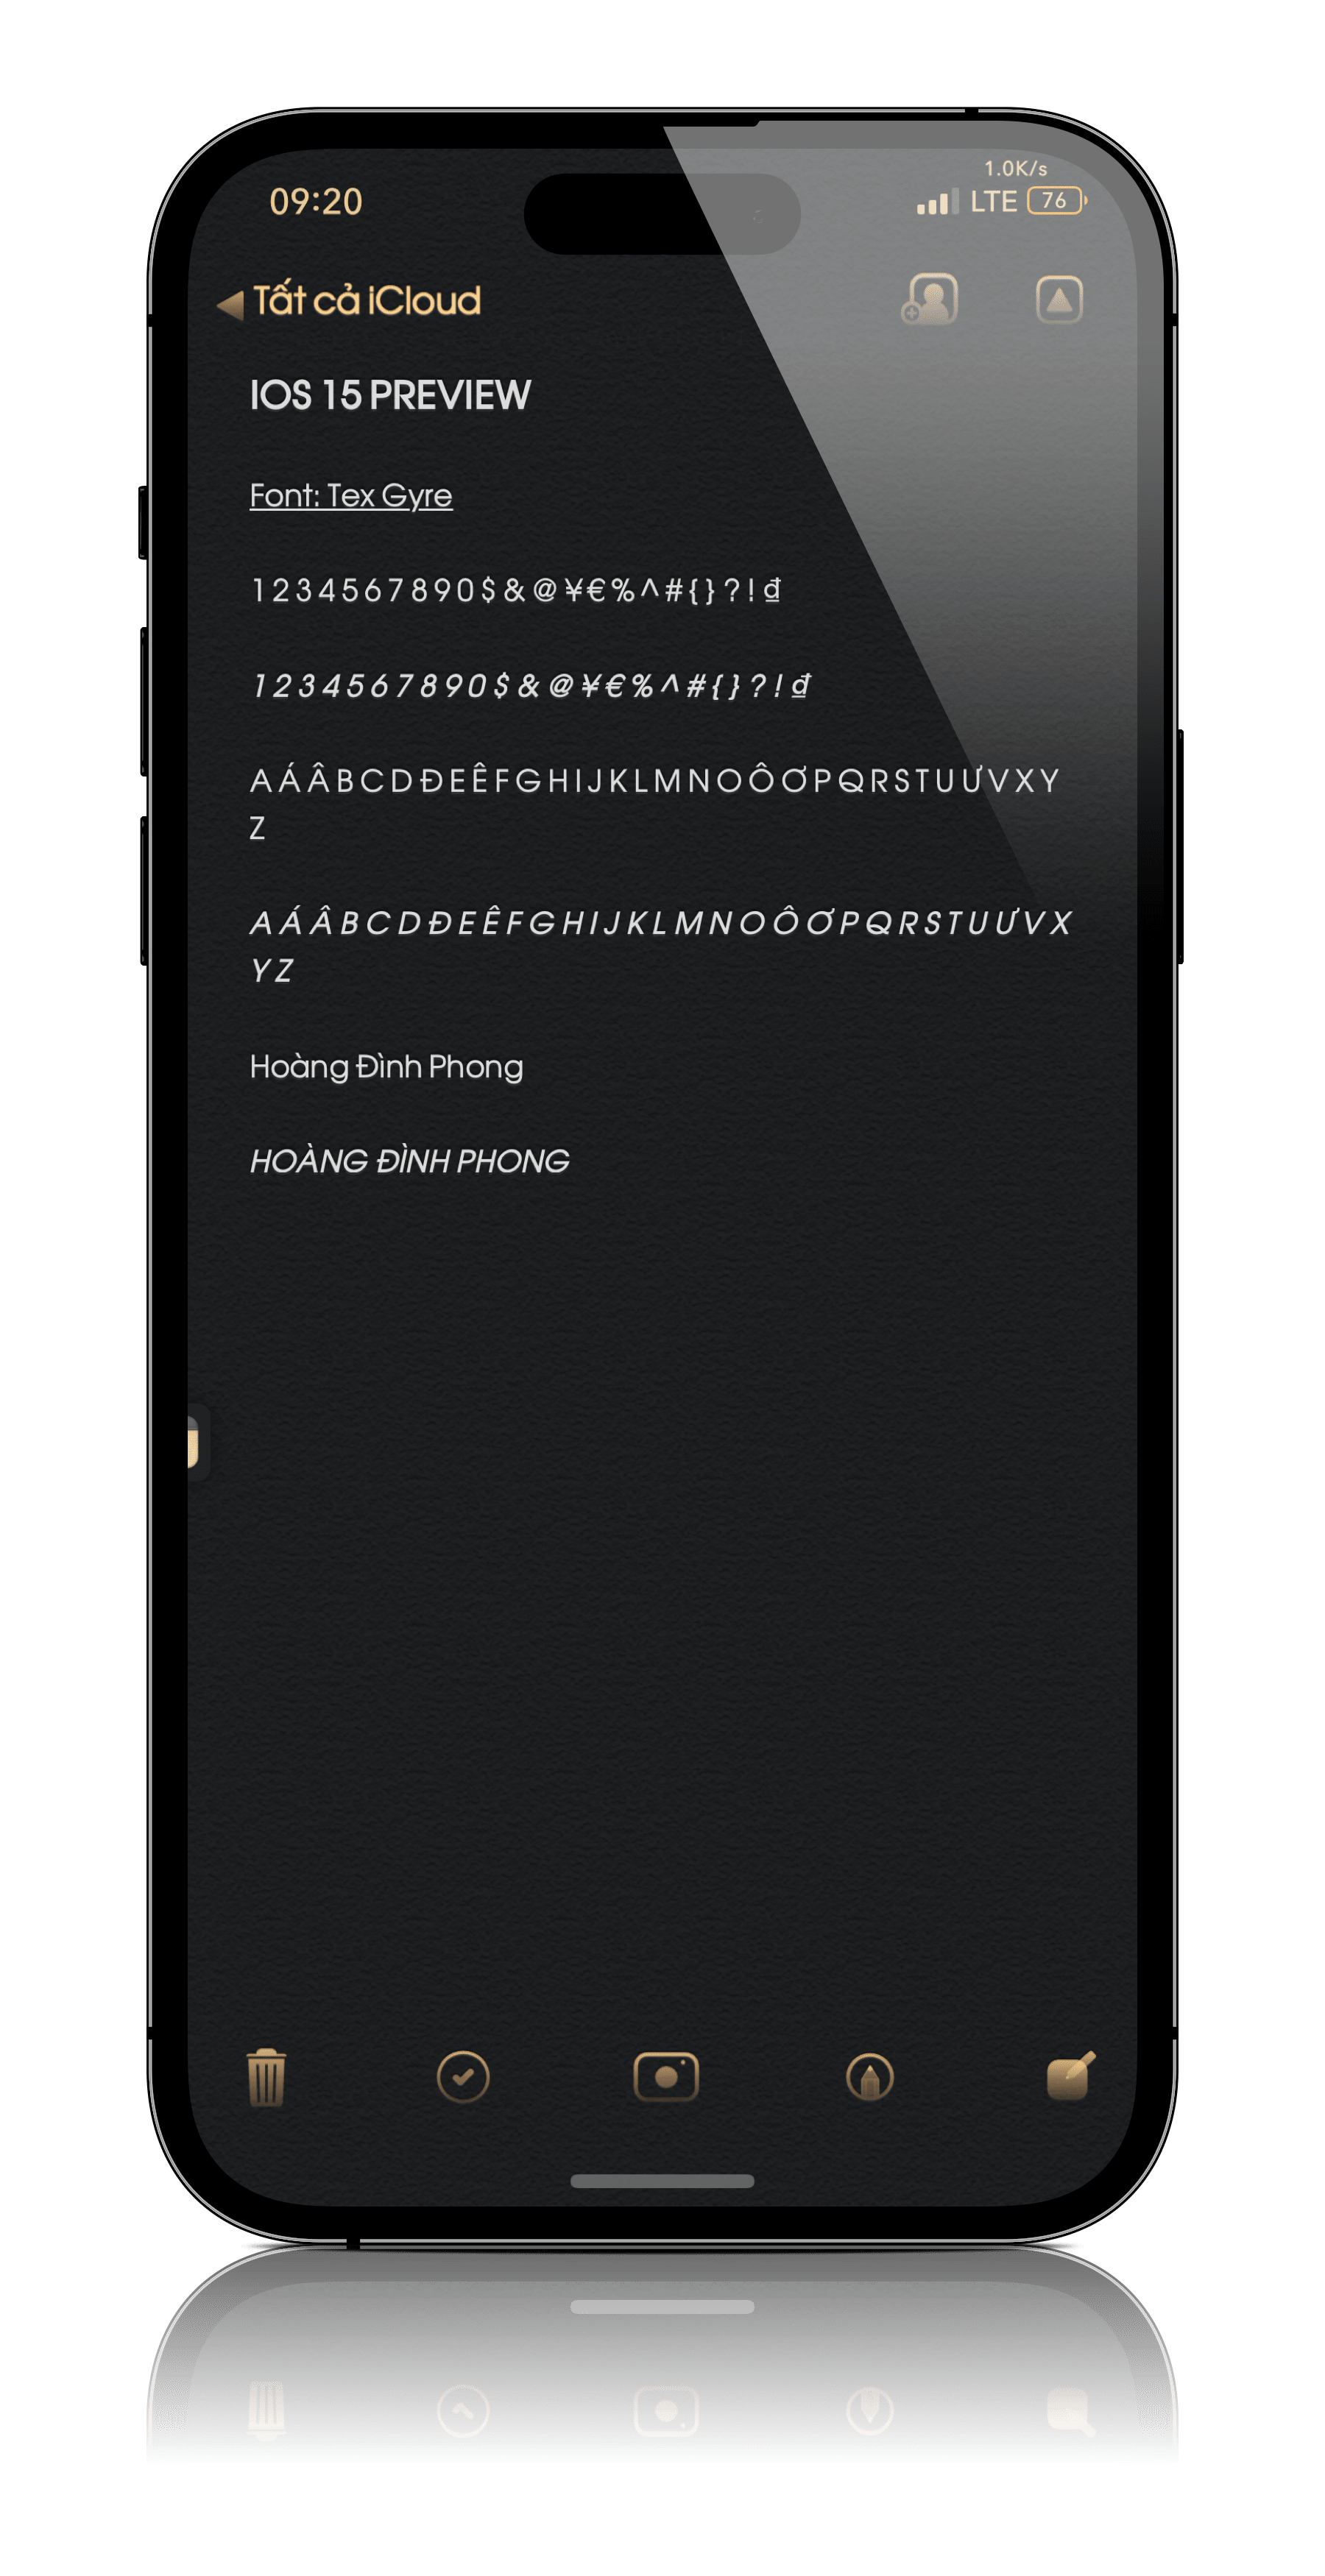 09:20
1.0K/s
LTE 76
Tất cả iCloud
IOS 15 PREVIEW
Font: Tex Gyre
1 2 3 4 5 6 7 8 9 0 $ & @ ¥ € % ^ # { } ? ! ₫
1 2 3 4 5 6 7 8 9 0 $ & @ ¥ € % ^ # { } ? ! ₫
A Á Â B C D Đ E Ê F G H I J K L M N O Ô Ơ P Q R S T U Ư V X Y
Z
A Á Â B C D Đ E Ê F G H I J K L M N O Ô Ơ P Q R S T U Ư V X
Y Z
Hoàng Đình Phong
HOÀNG ĐÌNH PHONG